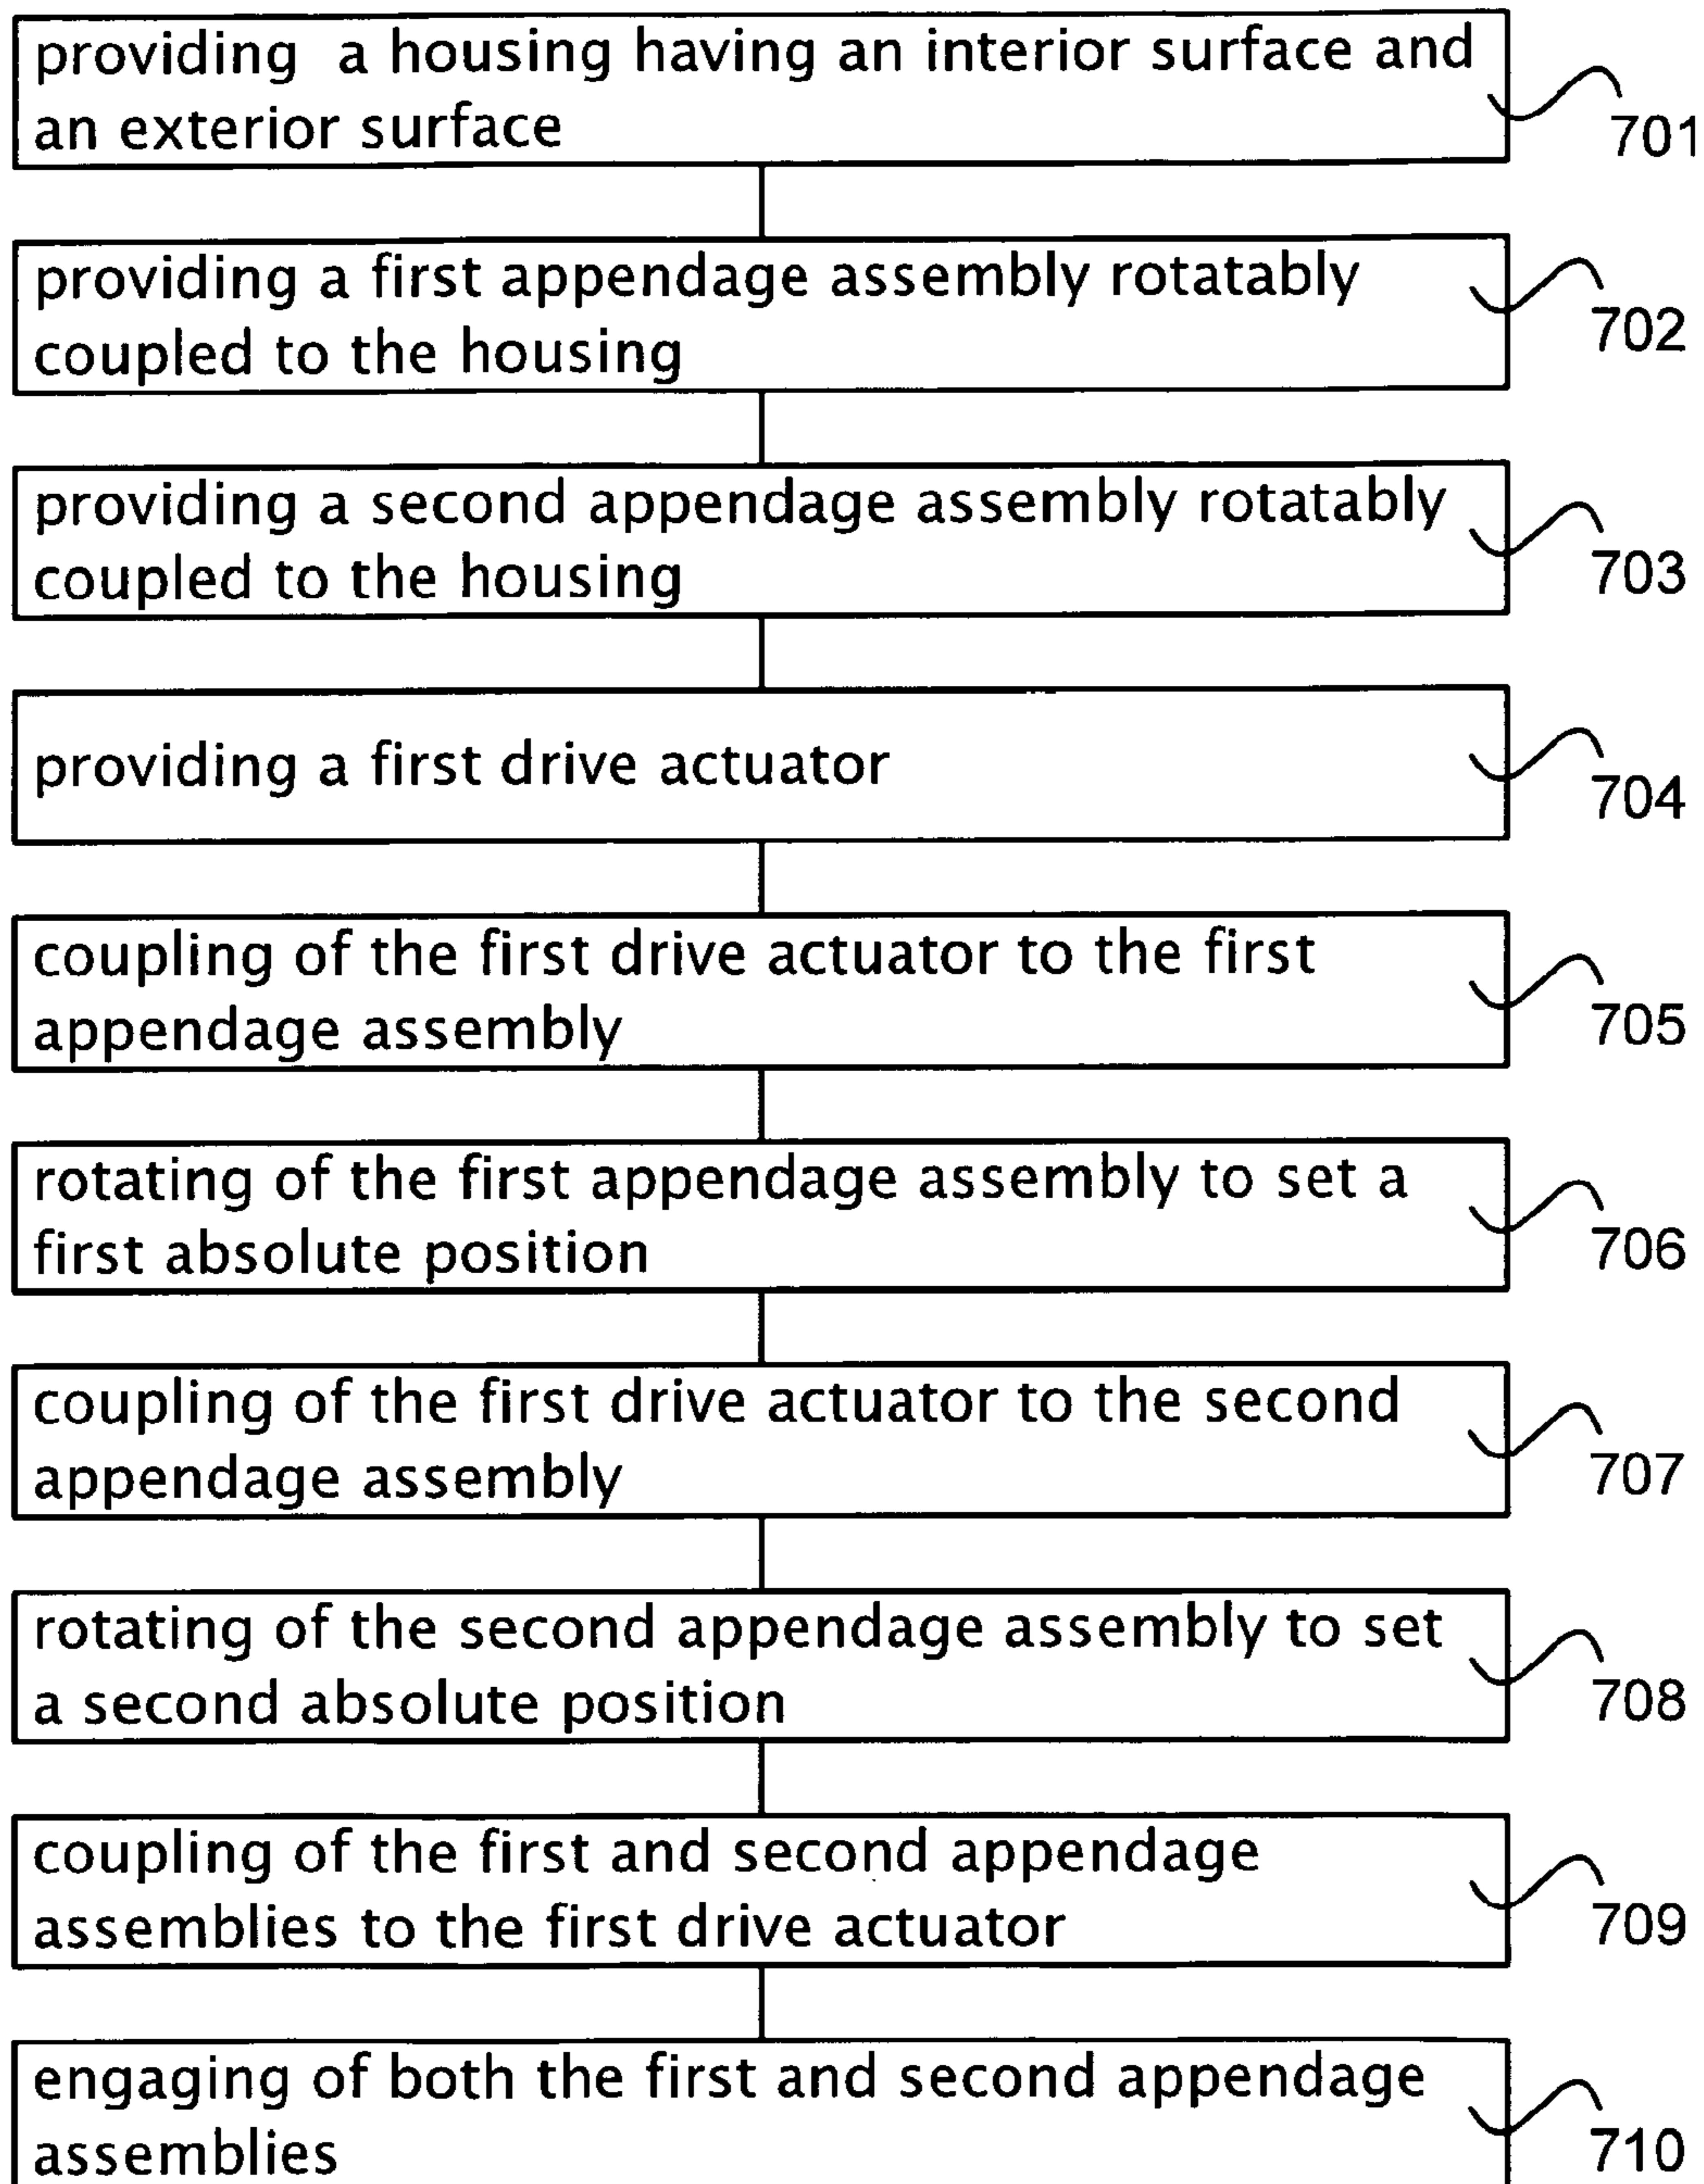 providing a housing having an interior surface and
an exterior surface
701
providing a first appendage assembly rotatably
coupled to the housing
702
providing a second appendage assembly rotatably
coupled to the housing
703
providing a first drive actuator
704
coupling of the first drive actuator to the first
appendage assembly
705
rotating of the first appendage assembly to set a
first absolute position
706
coupling of the first drive actuator to the second
appendage assembly
707
rotating of the second appendage assembly to set
a second absolute position
708
coupling of the first and second appendage
assemblies to the first drive actuator
709
engaging of both the first and second appendage
assemblies
710